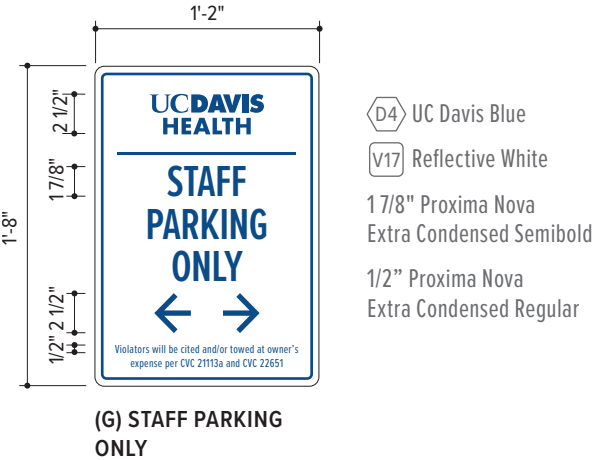 1'-2"
1'-8"
2 1/2"
1 7/8"
2 1/2"
1/2"
UCDAVIS
HEALTH
STAFF
PARKING
ONLY
Violators will be cited and/or towed at owner's
expense per CVC 21113a and CVC 22651
D4 UC Davis Blue
V17 Reflective White
1 7/8" Proxima Nova
Extra Condensed Semibold
1/2” Proxima Nova
Extra Condensed Regular
(G) STAFF PARKING
ONLY